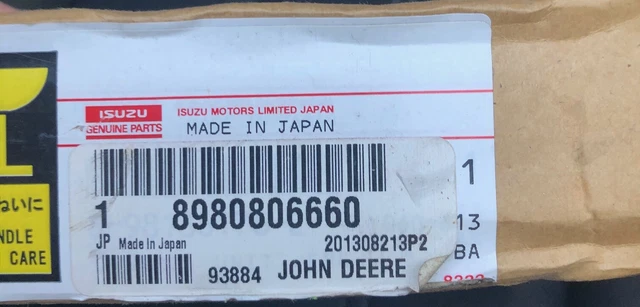 ISUZU
GENUINE PARTS
ISUZU MOTORS LIMITED JAPAN
MADE IN JAPAN
1
1 8980806660
JP Made In Japan
201308213P2
13
BA
93884 JOHN DEERE
ねいに
NDLE
CARE